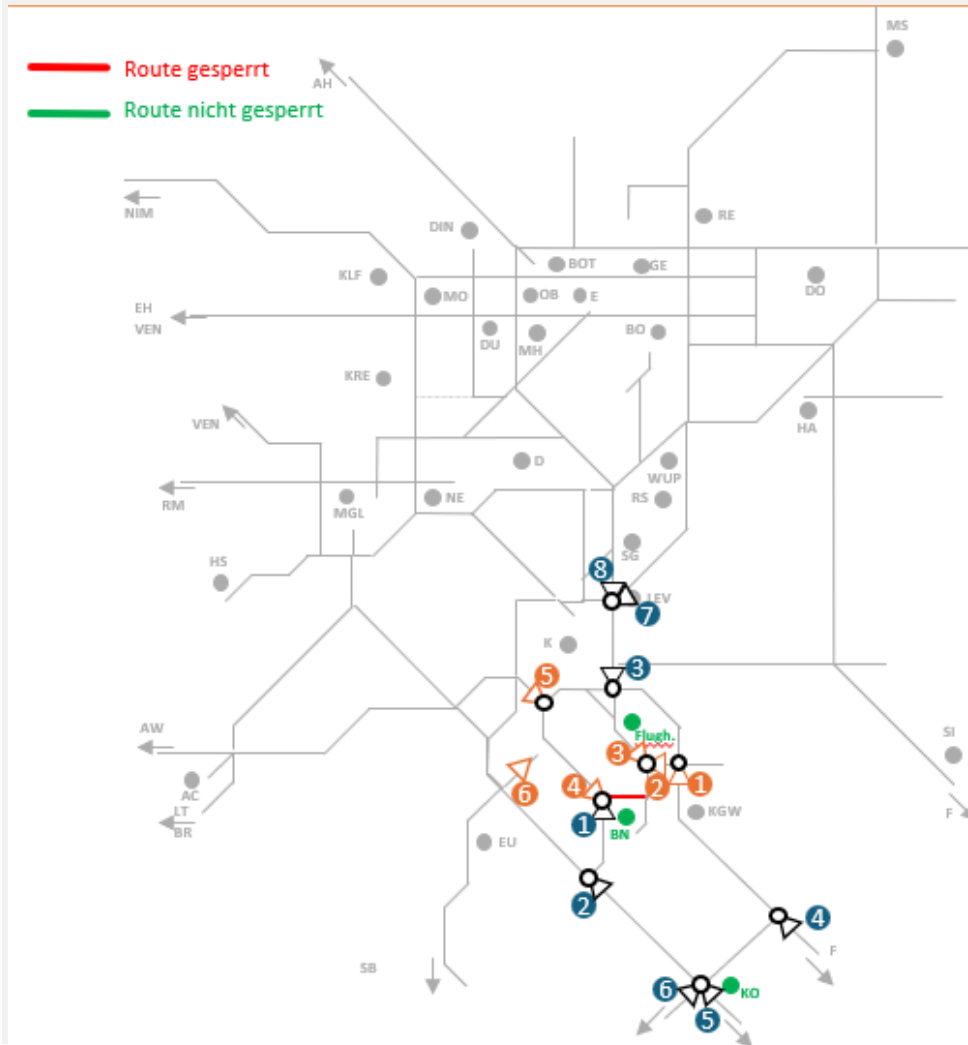 MS
Route gesperrt
AH
Route nicht gesperrt
NIM
RE
DIN
BOT
GE
KLF
DO
MO
OB
E
EH
VEN
DU
MH
BO
KRE
VEN
HA
D
WUP
RM
MGL
NE
RS
HS
SG
8
LEV
7
K
3
5
AW
Flugh.
SI
3
6
4
2
1
AC
LT
BR
KGW
F
1
BN
EU
2
4
F
SB
6
KO
5